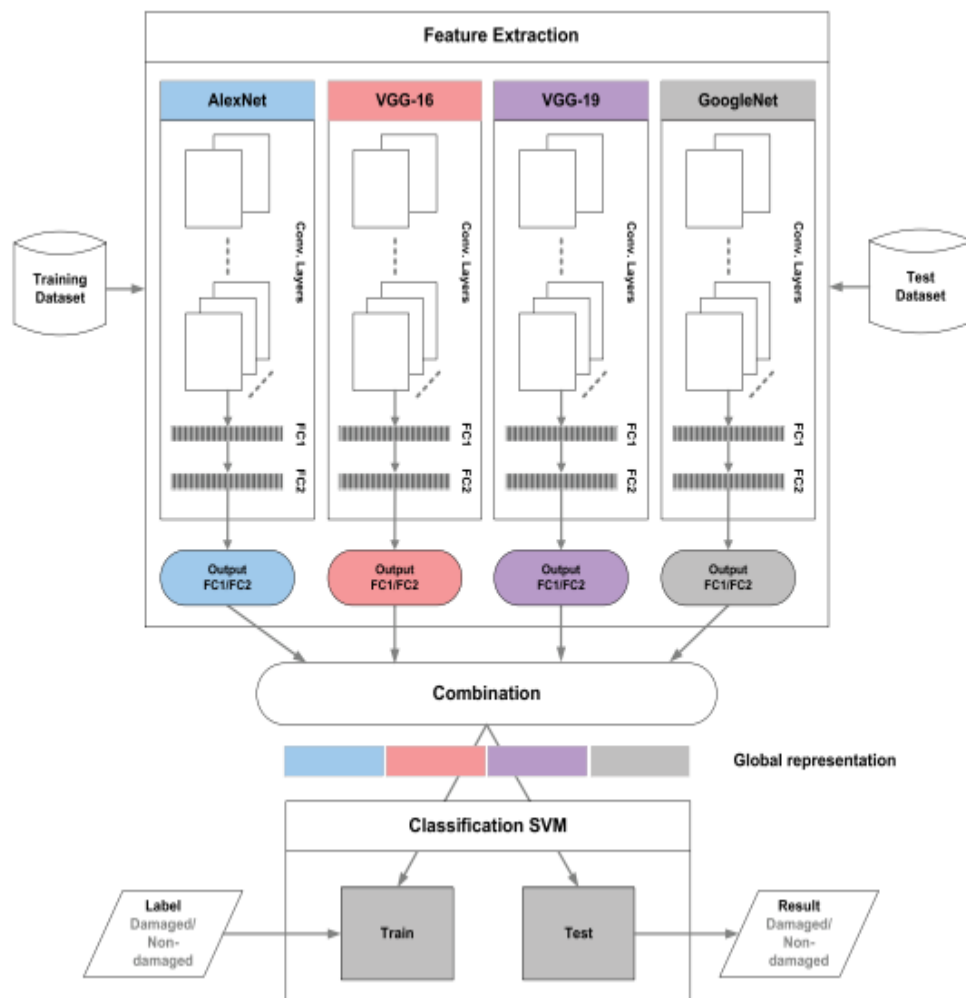 Feature Extraction
AlexNet
VGG-16
VGG-19
GoogleNet
Conv. Layers
Conv. Layers
Conv. Layers
Conv. Layers
Training
Dataset
Test
Dataset
FC1
FC1
FC1
FC1
FC2
FC2
FC2
FC2
Output
FC1/FC2
Output
FC1/FC2
Output
FC1/FC2
Output
FC1/FC2
Combination
Global representation
Classification SVM
Label
Damaged/
Non-
damaged
Train
Test
Result
Damaged/
Non-
damaged